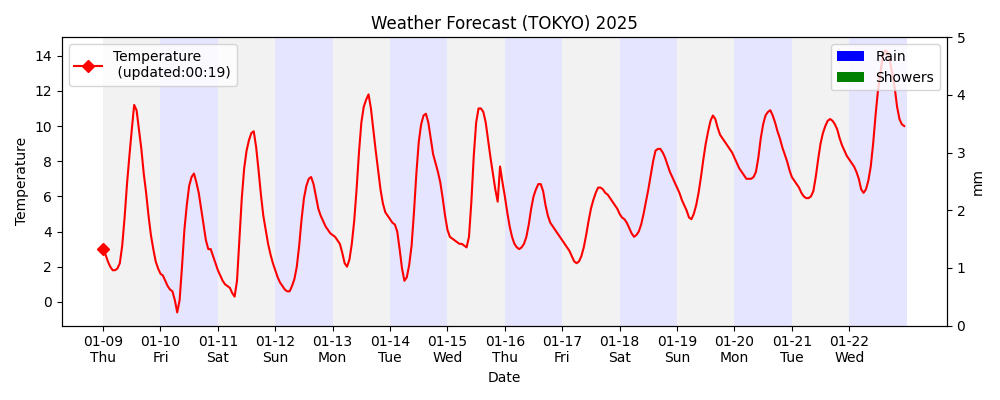 Weather Forecast (TOKYO) 2025
Temperature
(updated:00:19)
Rain
Showers
14
12
10
8
6
4
2
0
Temperature
5
4
3
2
1
0
mm
01-09 01-10 01-11 01-12 01-13 01-14 01-15 01-16 01-17 01-18 01-19 01-20 01-21 01-22
Thu Fri Sat Sun Mon Tue Wed Thu Fri Sat Sun Mon Tue Wed
Date